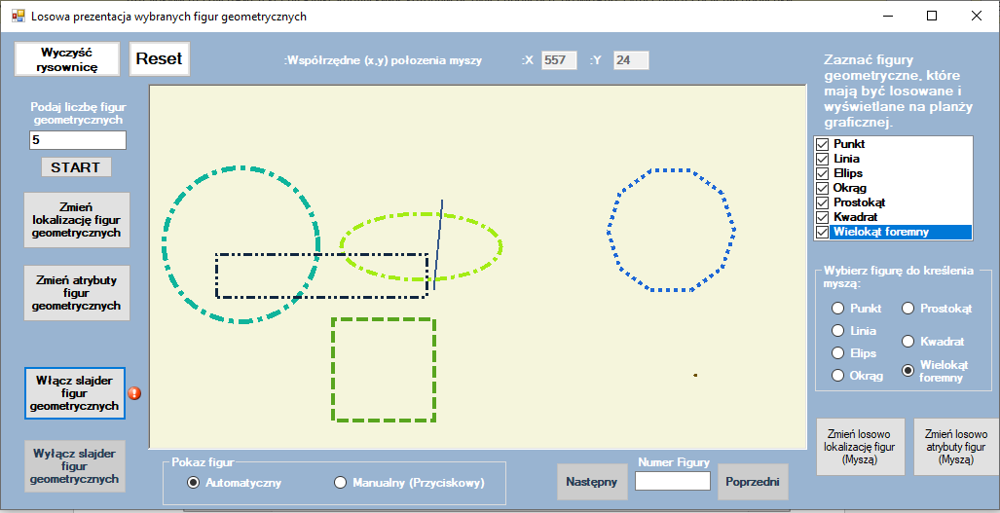 Losowa prezentacja wybranych figur geometrycznych
Wyczyść
rysownicę
Reset
:Współrzędne (x,y) położenia myszy
:X
557
:Y
24
Podaj liczbę figur
geometrycznych
5
START
Zmień
lokalizację figur
geometrycznych
Zmień atrybuty
figur
geometrycznych
Włącz slajder
figur
geometrycznych
Wyłącz slajder
figur
geometrycznych
Zaznać figury
geometryczne, które
mają być losowane i
wyświetlane na planży
graficznej.
Punkt
Linia
Ellips
Okrąg
Prostokąt
Kwadrat
Wielokąt foremny
Wybierz figurę do kreślenia
myszą:
Punkt
Linia
Elips
Okrąg
Prostokąt
Kwadrat
Wielokąt
foremny
Zmień losowo
lokalizację figur
(Myszą)
Zmień losowo
atrybuty figur
(Myszą)
Pokaz figur
Automatyczny
Manualny (Przyciskowy)
Następny
Numer Figury
Poprzedni